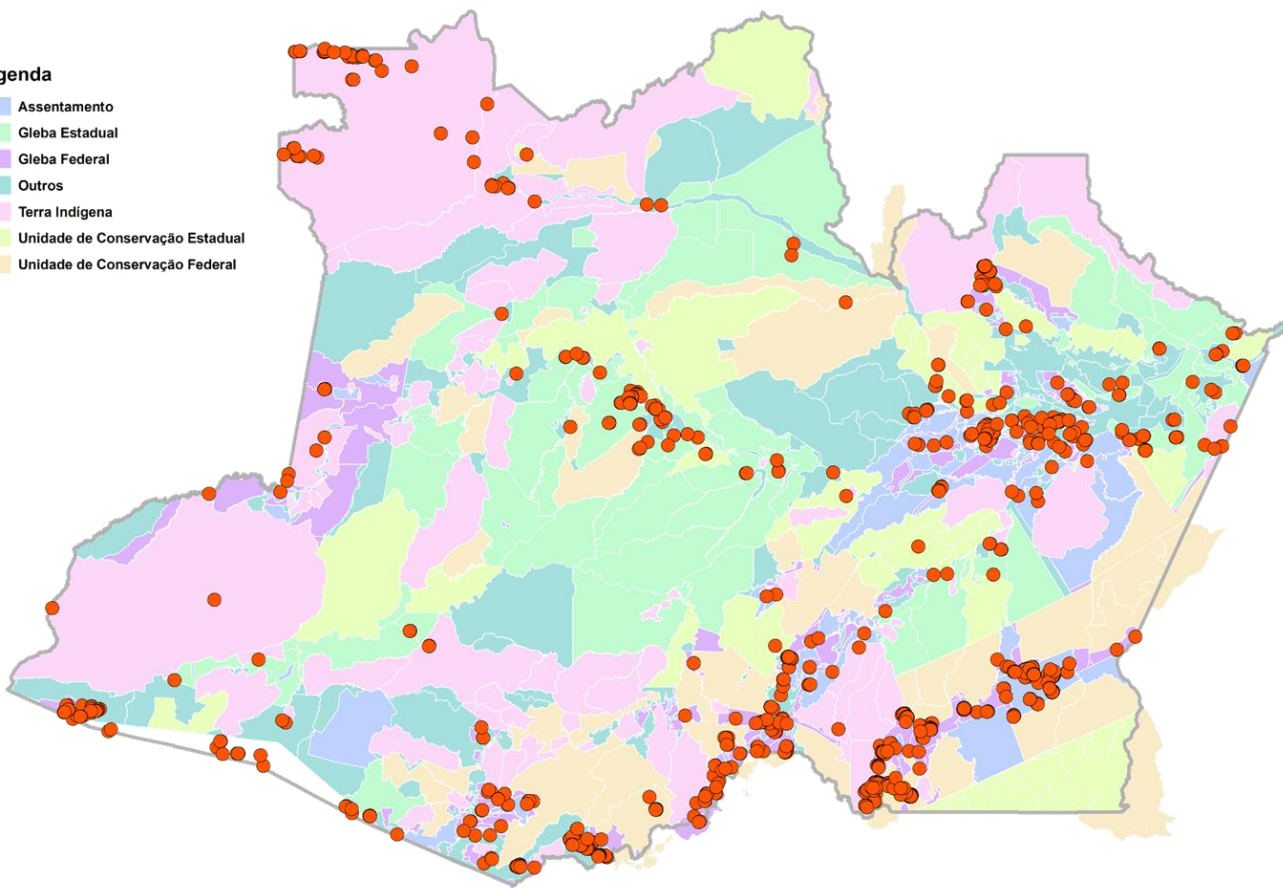 genda
Assentamento
Gleba Estadual
Gleba Federal
Outros
Terra Indígena
Unidade de Conservação Estadual
Unidade de Conservação Federal